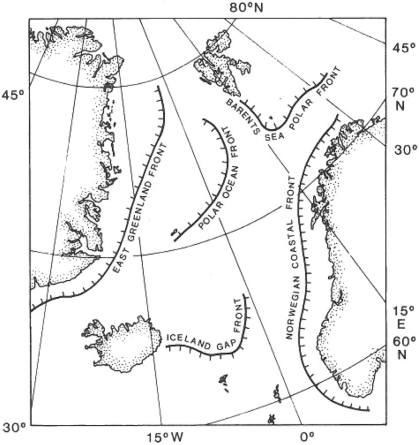 80°N
45°
45°
70°
N
BARENTS
SEA POLAR FRONT
30°
POLAR OCEAN FRONT
EAST GREENLAND FRONT
NORWEGIAN COASTAL FRONT
ICELAND GAP FRONT
15°
E
60°
N
30°
15°W
0°